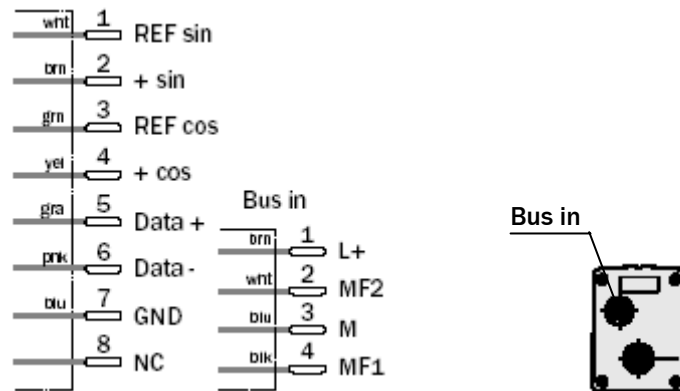 wht 1 REF sin
brn 2 + sin
grn 3 REF cos
yel 4 + cos
gra 5 Data +
pnk 6 Data -
blu 7 GND
8 NC
Bus in
brn 1 L+
wht 2 MF2
blu 3 M
blk 4 MF1
Bus in